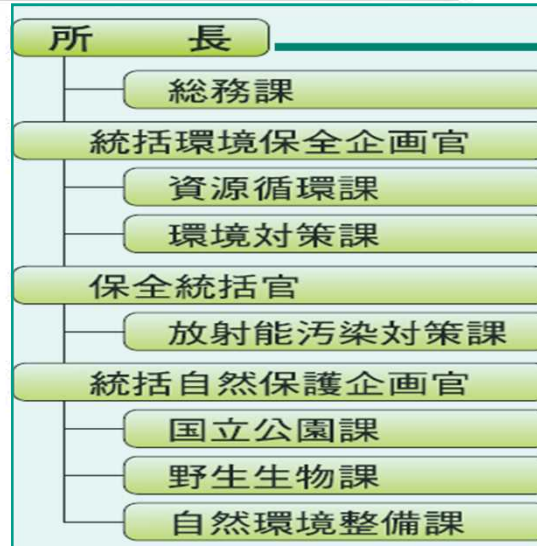 所　　長
総務課
統括環境保全企画官
資源循環課
環境対策課
保全統括官
放射能汚染対策課
統括自然保護企画官
国立公園課
野生生物課
自然環境整備課